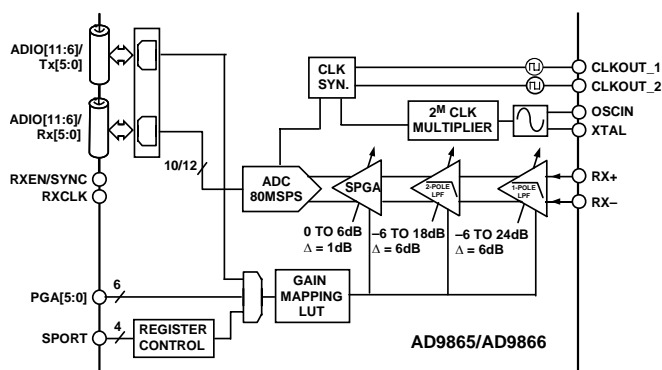 ADIO[11:6]/
Tx[5:0]
ADIO[11:6]/
Rx[5:0]
RXEN/SYNC
RXCLK
PGA[5:0]
SPORT
10/12
6
4
REGISTER
CONTROL
CLK
SYN.
2^M CLK
MULTIPLIER
ADC
80MSPS
SPGA
2-POLE
LPF
1-POLE
LPF
0 TO 6dB
Δ = 1dB
–6 TO 18dB
Δ = 6dB
–6 TO 24dB
Δ = 6dB
GAIN
MAPPING
LUT
CLKOUT_1
CLKOUT_2
OSCIN
XTAL
RX+
RX–
AD9865/AD9866